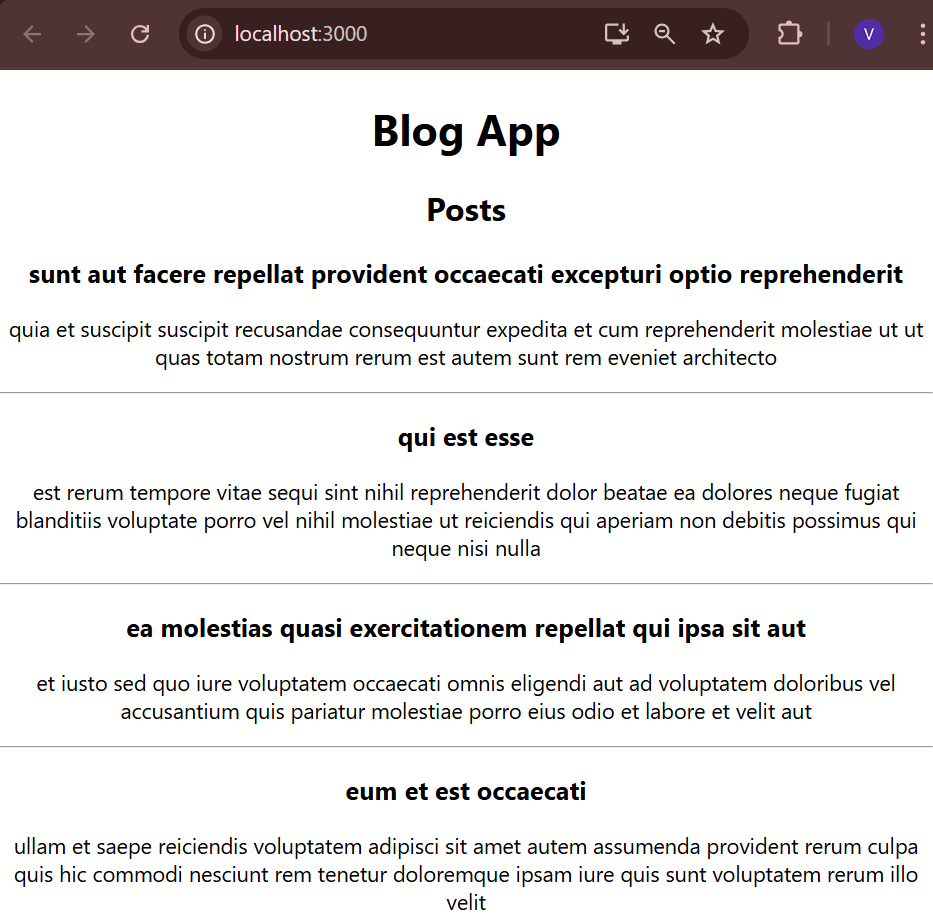 localhost:3000
V
Blog App
Posts
sunt aut facere repellat provident occaecati excepturi optio reprehenderit
quia et suscipit suscipit recusandae consequuntur expedita et cum reprehenderit molestiae ut ut
quas totam nostrum rerum est autem sunt rem eveniet architecto
qui est esse
est rerum tempore vitae sequi sint nihil reprehenderit dolor beatae ea dolores neque fugiat
blanditiis voluptate porro vel nihil molestiae ut reiciendis qui aperiam non debitis possimus qui
neque nisi nulla
ea molestias quasi exercitationem repellat qui ipsa sit aut
et iusto sed quo iure voluptatem occaecati omnis eligendi aut ad voluptatem doloribus vel
accusantium quis pariatur molestiae porro eius odio et labore et velit aut
eum et est occaecati
ullam et saepe reiciendis voluptatem adipisci sit amet autem assumenda provident rerum culpa
quis hic commodi nesciunt rem tenetur doloremque ipsam iure quis sunt voluptatem rerum illo
velit